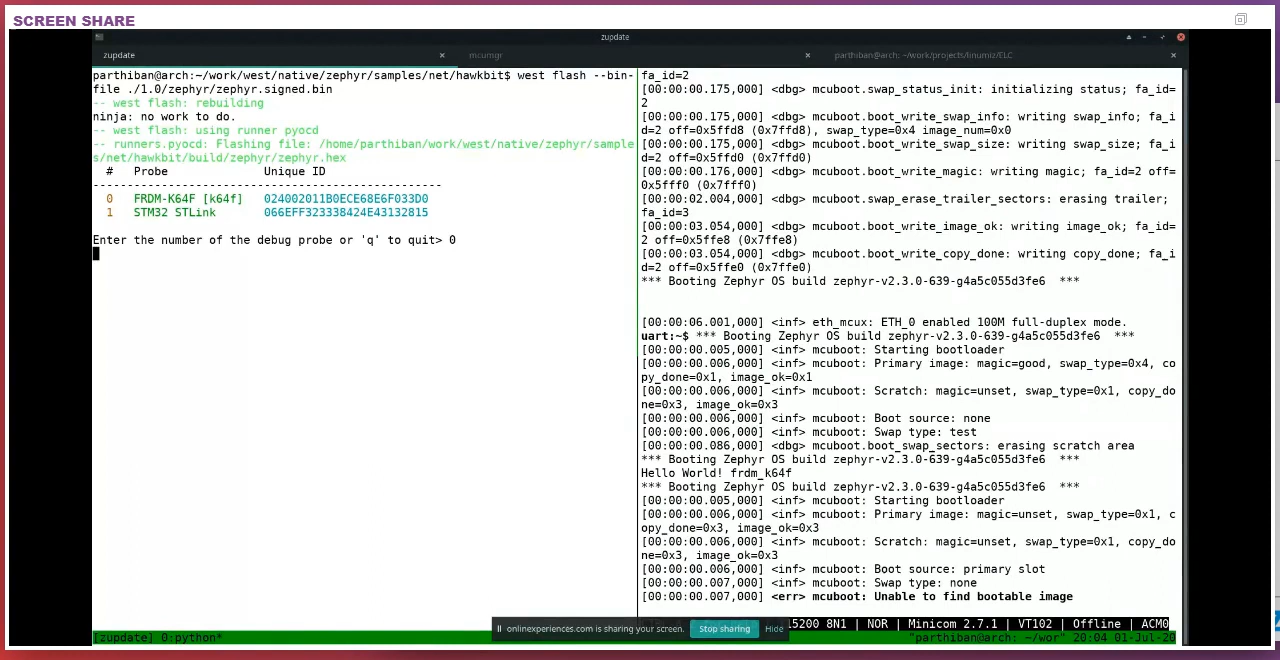 SCREEN SHARE
zupdate
zupdate
mcumgr
parthiban@arch: ~/work/projects/linumiz/ELC
parthiban@arch:~/work/west/native/zephyr/samples/net/hawkbit$ west flash --bin-
file ./1.0/zephyr/zephyr.signed.bin
-- west flash: rebuilding
ninja: no work to do.
-- west flash: using runner pyocd
-- runners.pyocd: Flashing file: /home/parthiban/work/west/native/zephyr/sample
s/net/hawkbit/build/zephyr/zephyr.hex
# Probe Unique ID
--------------------------------------------------
0 FRDM-K64F [k64f] 024002011B0ECE68E6F033D0
1 STM32 STLink 066EFF323338424E43132815
Enter the number of the debug probe or 'q' to quit> 0
fa_id=2
[00:00:00.175,000] <dbg> mcuboot.swap_status_init: initializing status; fa_id=
2
[00:00:00.175,000] <dbg> mcuboot.boot_write_swap_info: writing swap_info; fa_i
d=2 off=0x5ffd8 (0x7ffd8), swap_type=0x4 image_num=0x0
[00:00:00.175,000] <dbg> mcuboot.boot_write_swap_size: writing swap_size; fa_i
d=2 off=0x5ffd0 (0x7ffd0)
[00:00:00.176,000] <dbg> mcuboot.boot_write_magic: writing magic; fa_id=2 off=
0x5fff0 (0x7fff0)
[00:00:02.004,000] <dbg> mcuboot.swap_erase_trailer_sectors: erasing trailer;
fa_id=3
[00:00:03.054,000] <dbg> mcuboot.boot_write_image_ok: writing image_ok; fa_id=
2 off=0x5ffe8 (0x7ffe8)
[00:00:03.054,000] <dbg> mcuboot.boot_write_copy_done: writing copy_done; fa_i
d=2 off=0x5ffe0 (0x7ffe0)
*** Booting Zephyr OS build zephyr-v2.3.0-639-g4a5c055d3fe6 ***
[00:00:06.001,000] <inf> eth_mcux: ETH_0 enabled 100M full-duplex mode.
uart:~$ *** Booting Zephyr OS build zephyr-v2.3.0-639-g4a5c055d3fe6 ***
[00:00:00.005,000] <inf> mcuboot: Starting bootloader
[00:00:00.006,000] <inf> mcuboot: Primary image: magic=good, swap_type=0x4, co
py_done=0x1, image_ok=0x1
[00:00:00.006,000] <inf> mcuboot: Scratch: magic=unset, swap_type=0x1, copy_do
ne=0x3, image_ok=0x3
[00:00:00.006,000] <inf> mcuboot: Boot source: none
[00:00:00.006,000] <inf> mcuboot: Swap type: test
[00:00:00.086,000] <dbg> mcuboot.boot_swap_sectors: erasing scratch area
*** Booting Zephyr OS build zephyr-v2.3.0-639-g4a5c055d3fe6 ***
Hello World! frdm_k64f
*** Booting Zephyr OS build zephyr-v2.3.0-639-g4a5c055d3fe6 ***
[00:00:00.005,000] <inf> mcuboot: Starting bootloader
[00:00:00.006,000] <inf> mcuboot: Primary image: magic=unset, swap_type=0x1, c
opy_done=0x3, image_ok=0x3
[00:00:00.006,000] <inf> mcuboot: Scratch: magic=unset, swap_type=0x1, copy_do
ne=0x3, image_ok=0x3
[00:00:00.006,000] <inf> mcuboot: Boot source: primary slot
[00:00:00.007,000] <inf> mcuboot: Swap type: none
[00:00:00.007,000] <err> mcuboot: Unable to find bootable image
15200 8N1 | NOR | Minicom 2.7.1 | VT102 | Offline | ACM0
onlinexperiences.com is sharing your screen. Stop sharing Hide
[zupdate] 0:python* "parthiban@arch: ~/wor" 20:04 01-Jul-20